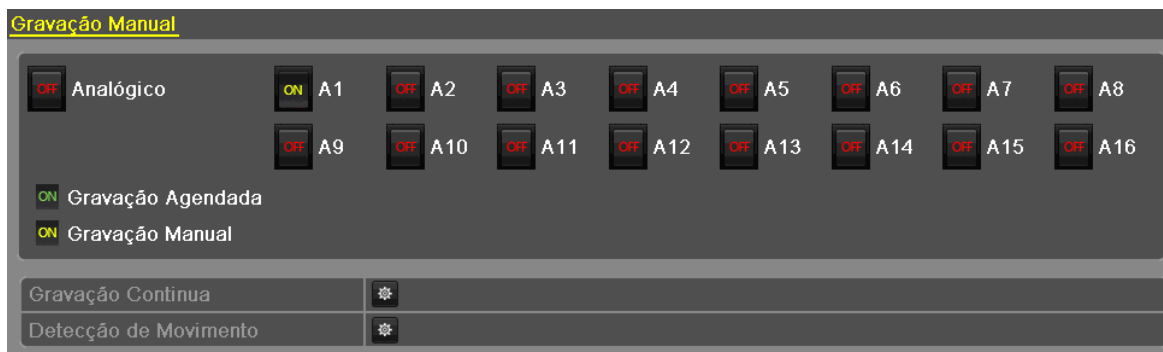 Gravação Manual
OFF Analógico ON A1 OFF A2 OFF A3 OFF A4 OFF A5 OFF A6 OFF A7 OFF A8
OFF A9 OFF A10 OFF A11 OFF A12 OFF A13 OFF A14 OFF A15 OFF A16
ON Gravação Agendada
ON Gravação Manual
Gravação Continua
Detecção de Movimento